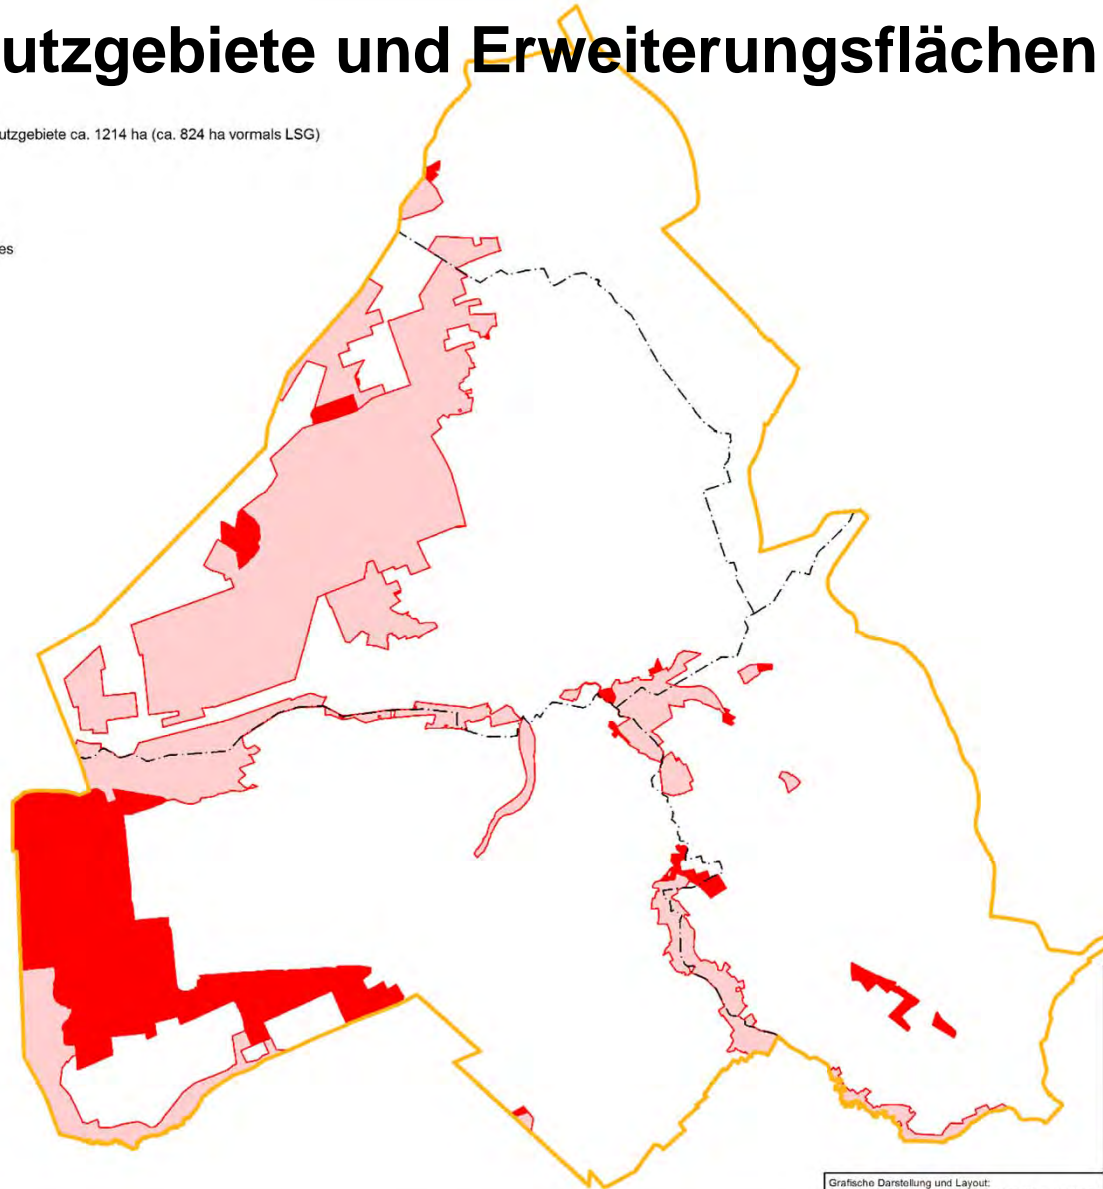 utzgebiete und Erweiterungsflächen
utzgebiete ca. 1214 ha (ca. 824 ha vormals LSG)
es
Grafische Darstellung und Layout: